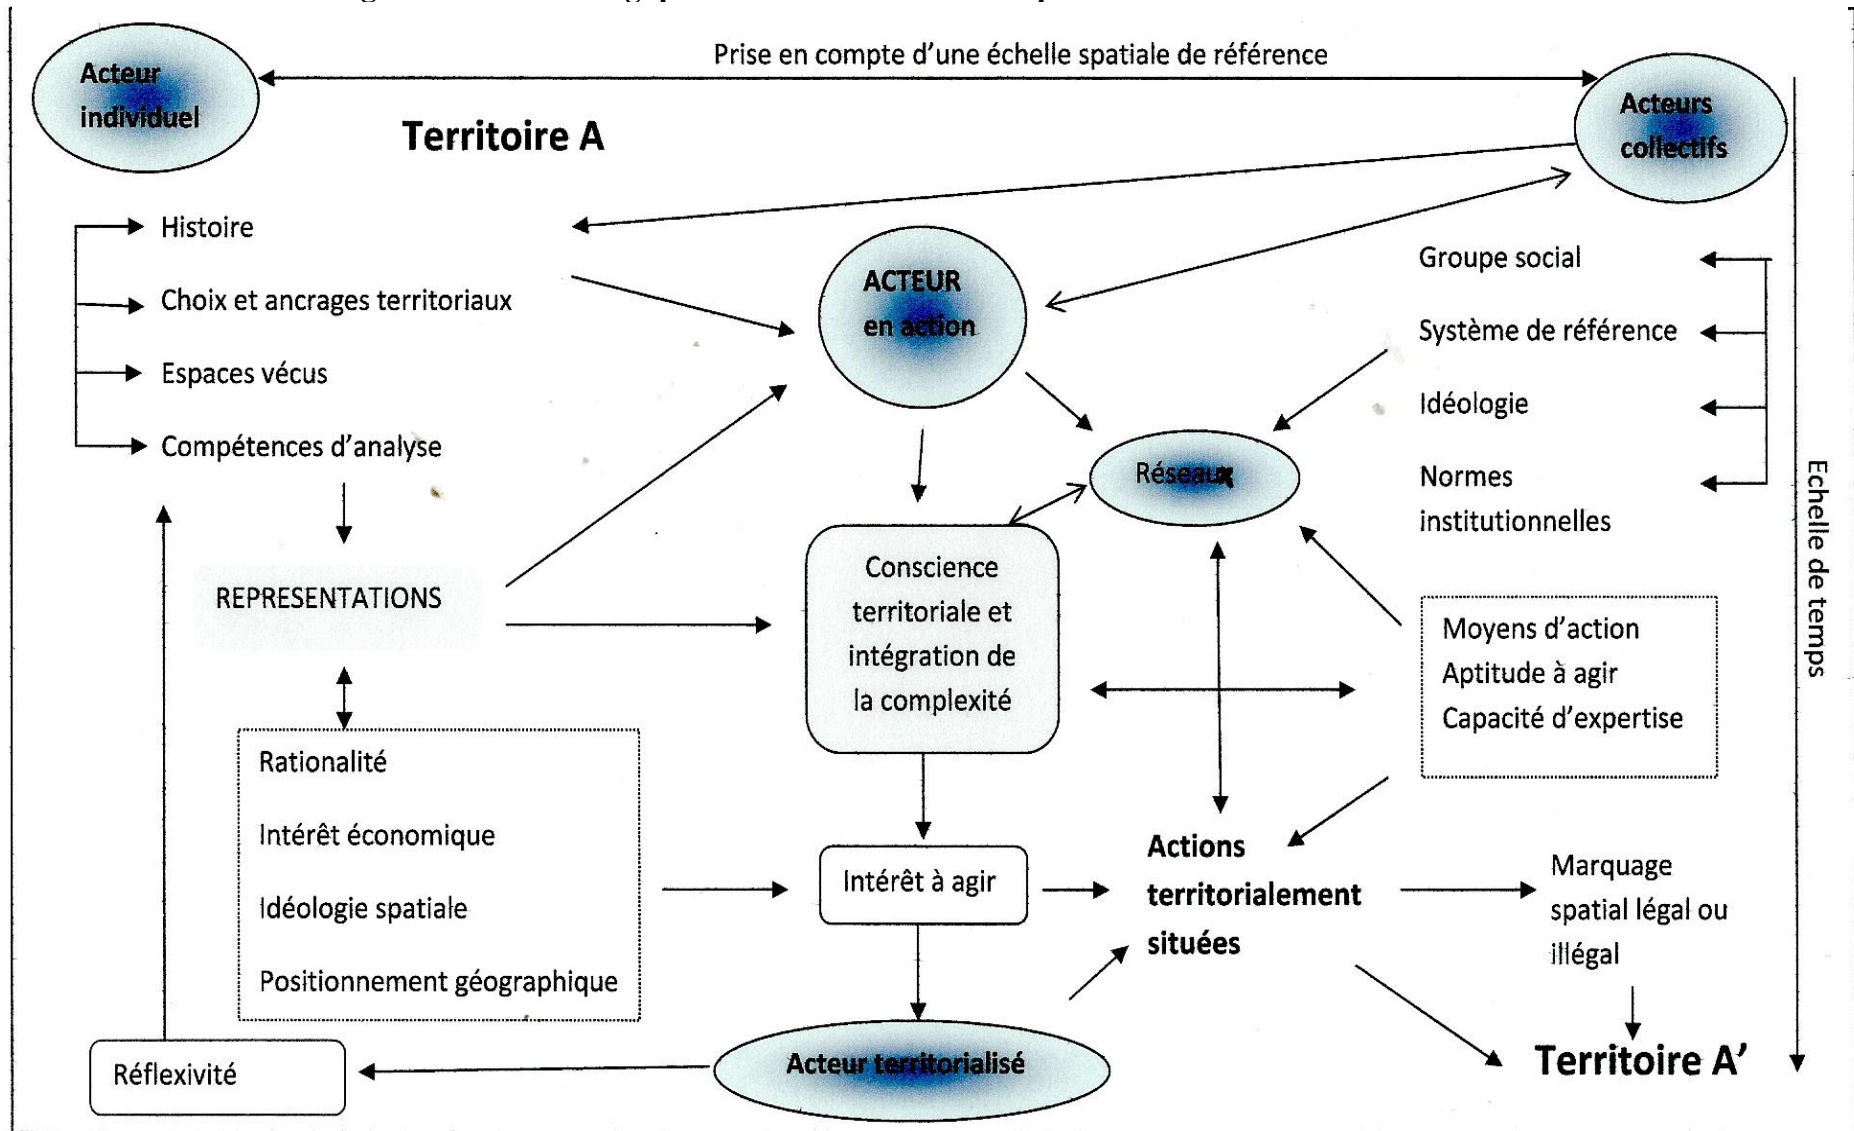 Prise en compte d’une échelle spatiale de référence
Acteur
individuel
Territoire A
Acteurs
collectifs
Histoire
Choix et ancrages territoriaux
Espaces vécus
Compétences d’analyse
ACTEUR
en action
Groupe social
Système de référence
Idéologie
Normes
institutionnelles
Réseaux
Echelle de temps
REPRESENTATIONS
Conscience
territoriale et
intégration de
la complexité
Moyens d’action
Aptitude à agir
Capacité d’expertise
Rationalité
Intérêt économique
Idéologie spatiale
Positionnement géographique
Intérêt à agir
Actions
territorialement
situées
Marquage
spatial légal ou
illégal
Réflexivité
Acteur territorialisé
Territoire A’